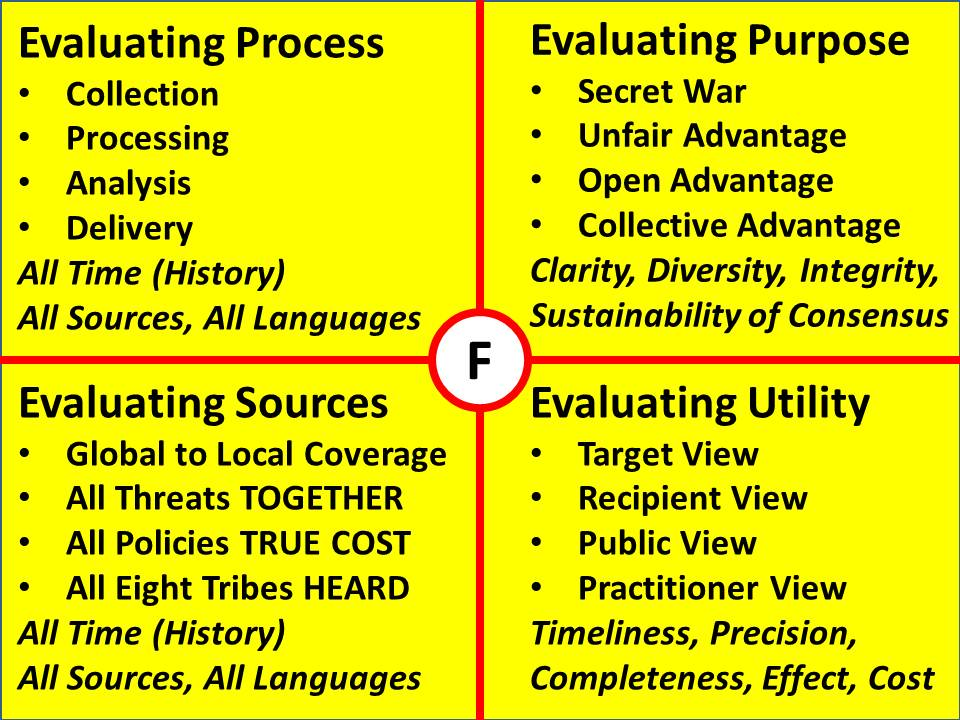 Evaluating Process
• Collection
• Processing
• Analysis
• Delivery
All Time (History)
All Sources, All Languages
Evaluating Purpose
• Secret War
• Unfair Advantage
• Open Advantage
• Collective Advantage
Clarity, Diversity, Integrity,
Sustainability of Consensus
F
Evaluating Sources
• Global to Local Coverage
• All Threats TOGETHER
• All Policies TRUE COST
• All Eight Tribes HEARD
All Time (History)
All Sources, All Languages
Evaluating Utility
• Target View
• Recipient View
• Public View
• Practitioner View
Timeliness, Precision,
Completeness, Effect, Cost